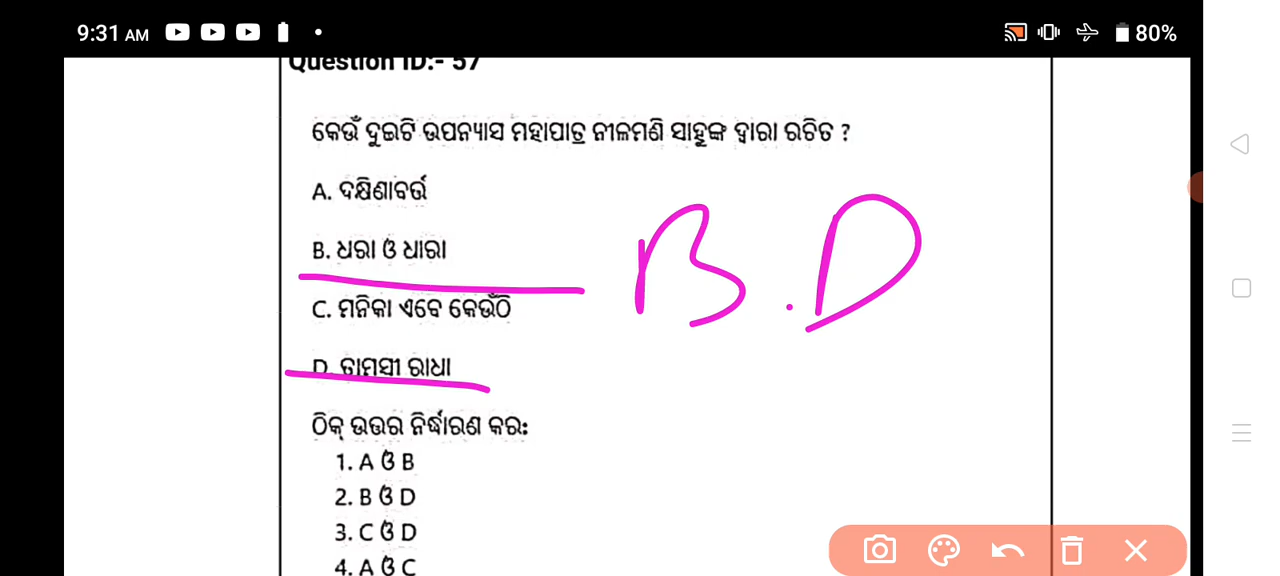 9:31 AM
80%
Question ID:- 57
କେଉଁ ଦୁଇଟି ଉପନ୍ୟାସ ମହାପାତ୍ର ନୀଳମଣି ସାହୁଙ୍କ ଦ୍ୱାରା ରଚିତ ?
A. ଦକ୍ଷିଣାବର୍ତ୍ତ
B. ଧରା ଓ ଧାରା
B . D
C. ମନିକା ଏବେ କେଉଁଠି
D. ତାମସୀ ରାଧା
ଠିକ୍ ଉତ୍ତର ନିର୍ଦ୍ଧାରଣ କର:
1. A ଓ B
2. B ଓ D
3. C ଓ D
4. A ଓ C